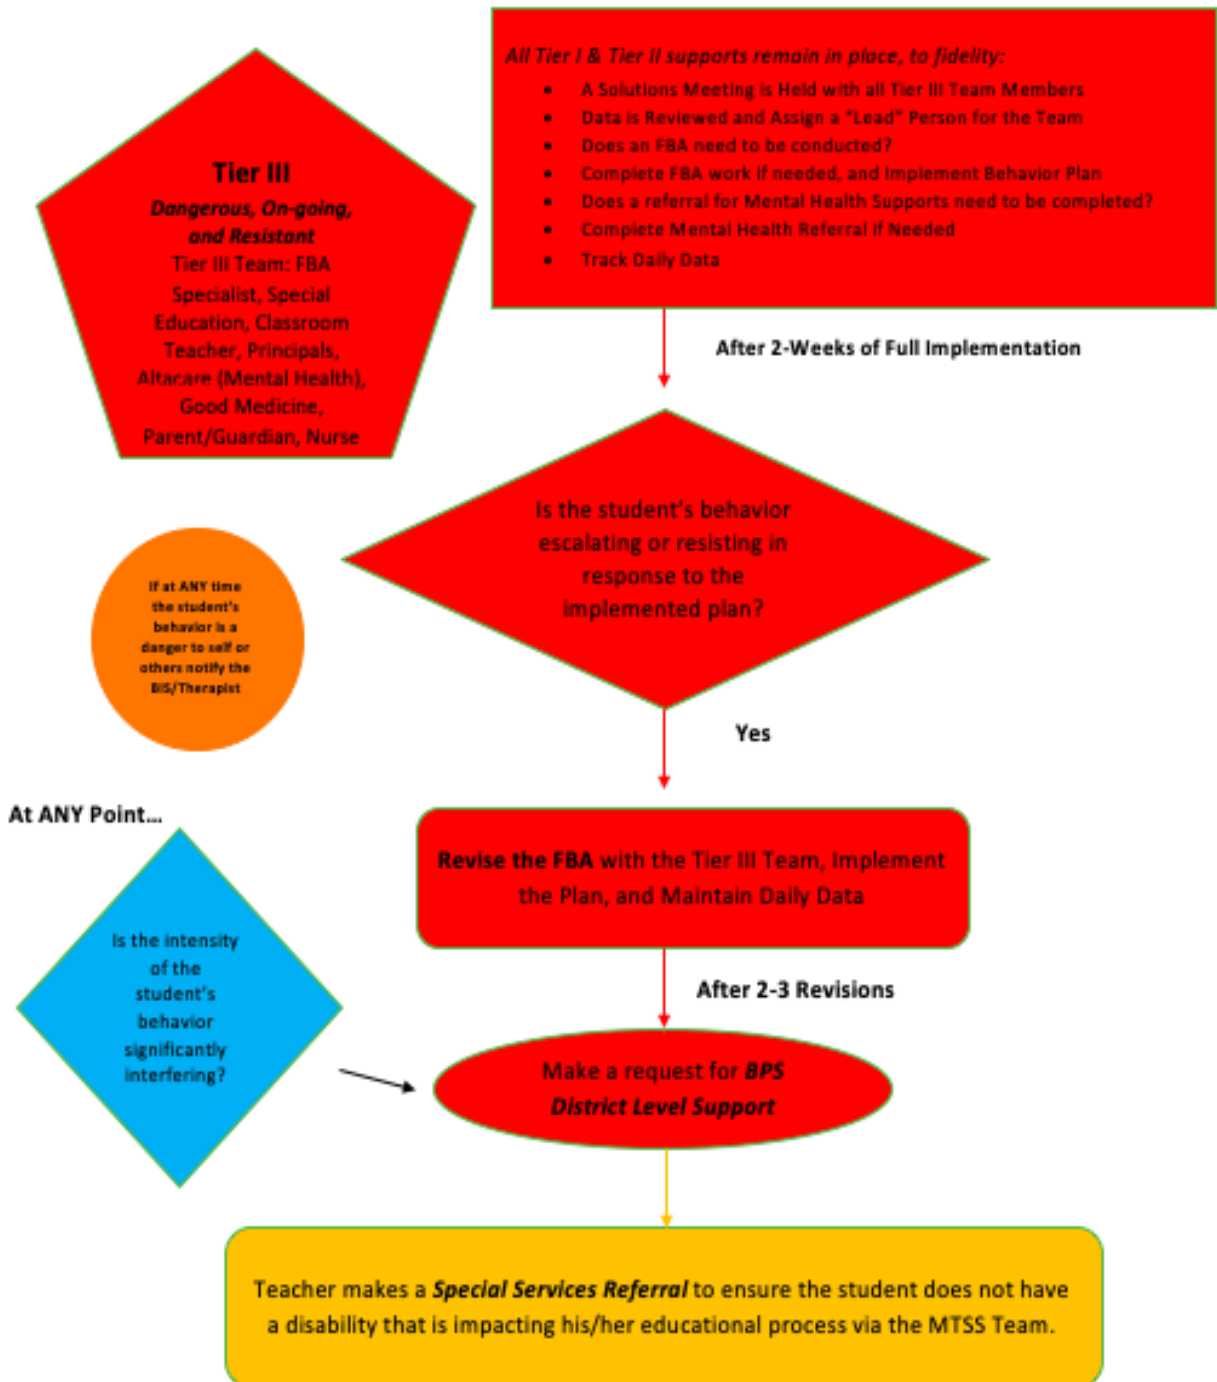 Tier III
Dangerous, On-going,
and Resistant
Tier III Team: FBA
Specialist, Special
Education, Classroom
Teacher, Principals,
Altacare (Mental Health),
Good Medicine,
Parent/Guardian, Nurse
All Tier I & Tier II supports remain in place, to fidelity:
• A Solutions Meeting is Held with all Tier III Team Members
• Data is Reviewed and Assign a "Lead" Person for the Team
• Does an FBA need to be conducted?
• Complete FBA work if needed, and Implement Behavior Plan
• Does a referral for Mental Health Supports need to be completed?
• Complete Mental Health Referral if Needed
• Track Daily Data
After 2-Weeks of Full Implementation
Is the student's behavior
escalating or resisting in
response to the
implemented plan?
If at ANY time
the student's
behavior is a
danger to self or
others notify the
BIS/Therapist
Yes
At ANY Point…
Revise the FBA with the Tier III Team, Implement
the Plan, and Maintain Daily Data
Is the intensity
of the
student's
behavior
significantly
interfering?
After 2-3 Revisions
Make a request for BPS
District Level Support
Teacher makes a Special Services Referral to ensure the student does not have
a disability that is impacting his/her educational process via the MTSS Team.